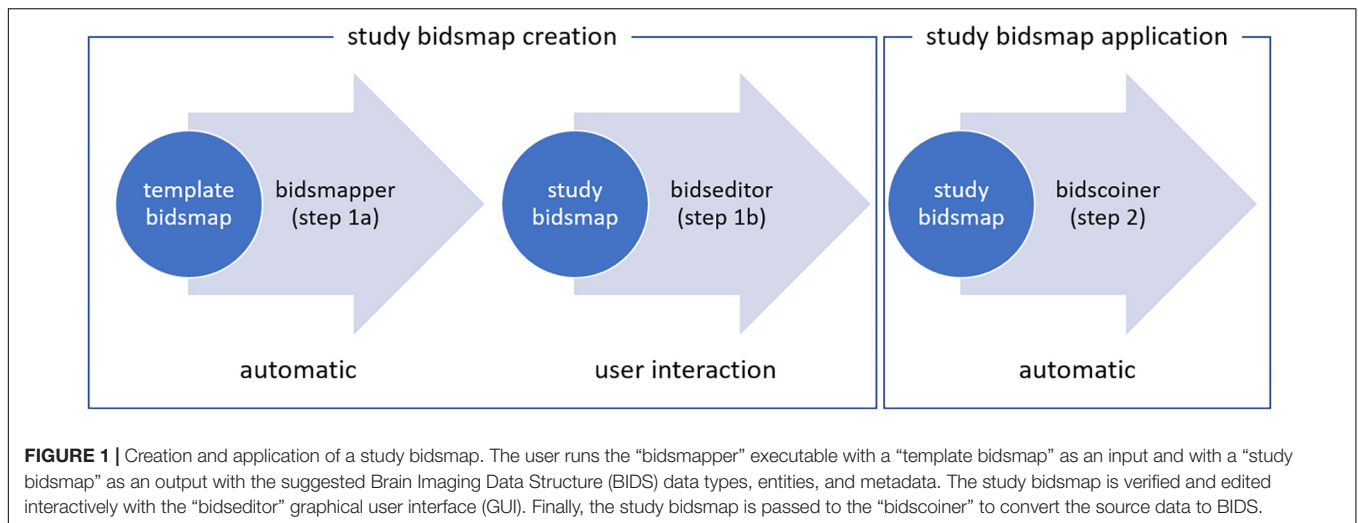 study bidsmap creation
study bidsmap application
template
bidsmap
bidsmapper
(step 1a)
study
bidsmap
bidseditor
(step 1b)
study
bidsmap
bidscoiner
(step 2)
automatic
user interaction
automatic
FIGURE 1 | Creation and application of a study bidsmap. The user runs the “bidsmapper” executable with a “template bidsmap” as an input and with a “study
bidsmap” as an output with the suggested Brain Imaging Data Structure (BIDS) data types, entities, and metadata. The study bidsmap is verified and edited
interactively with the “bidseditor” graphical user interface (GUI). Finally, the study bidsmap is passed to the “bidscoiner” to convert the source data to BIDS.